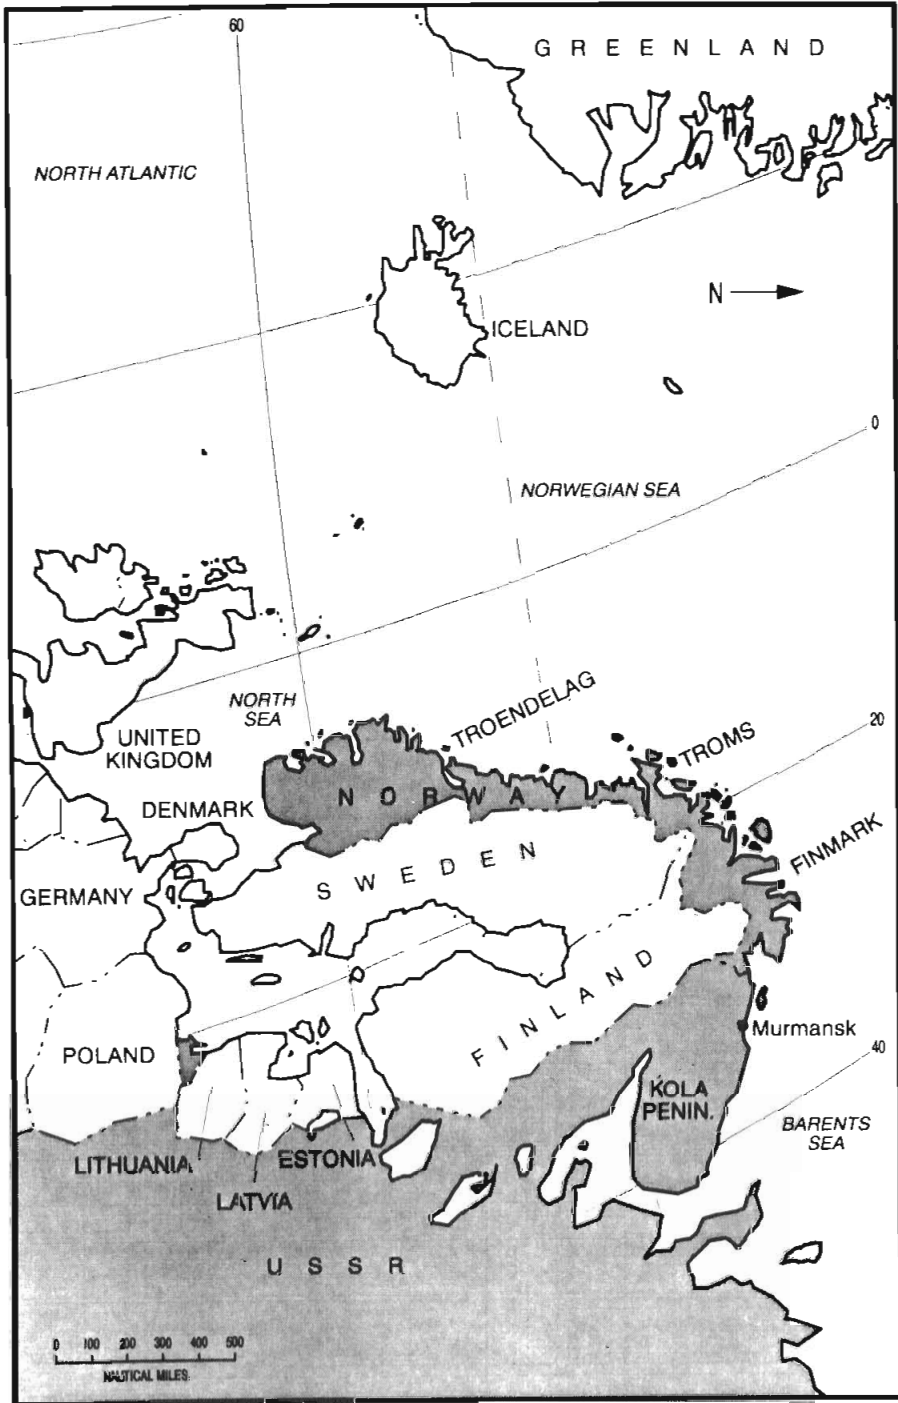 60
G R E E N L A N D
NORTH ATLANTIC
N
ICELAND
0
NORWEGIAN SEA
NORTH
SEA
TROENDELAG
UNITED
KINGDOM
20
TROMS
N O R W A Y
DENMARK
S W E D E N
FINMARK
GERMANY
F I N L A N D
Murmansk
POLAND
40
KOLA
PENIN.
BARENTS
SEA
LITHUANIA
ESTONIA
LATVIA
U S S R
0 100 200 300 400 500
NAUTICAL MILES